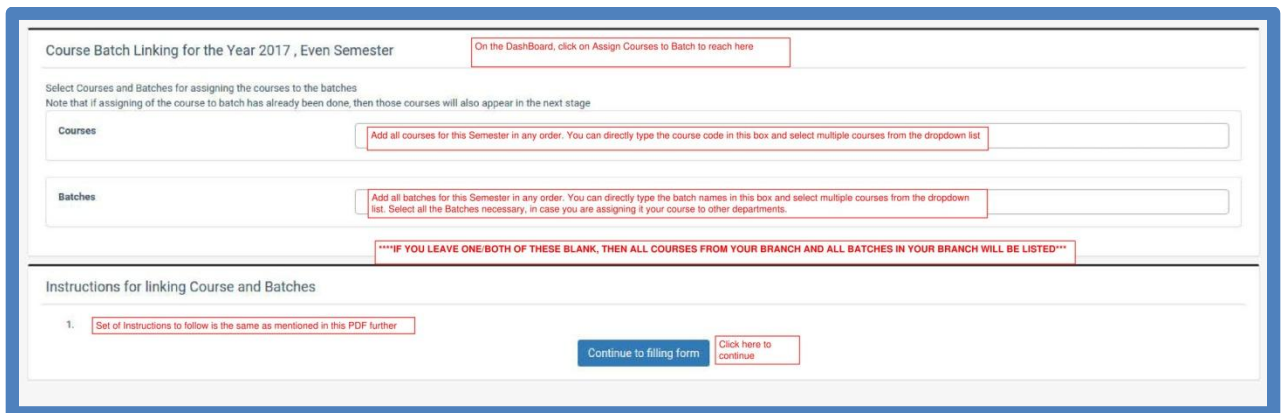 Course Batch Linking for the Year 2017 , Even Semester
On the DashBoard, click on Assign Courses to Batch to reach here
Select Courses and Batches for assigning the courses to the batches
Note that if assigning of the course to batch has already been done, then those courses will also appear in the next stage
Courses
Add all courses for this Semester in any order. You can directly type the course code in this box and select multiple courses from the dropdown list
Batches
Add all batches for this Semester in any order. You can directly type the batch names in this box and select multiple courses from the dropdown
list. Select all the Batches necessary, in case you are assigning it your course to other departments.
****IF YOU LEAVE ONE/BOTH OF THESE BLANK, THEN ALL COURSES FROM YOUR BRANCH AND ALL BATCHES IN YOUR BRANCH WILL BE LISTED***
Instructions for linking Course and Batches
1. Set of Instructions to follow is the same as mentioned in this PDF further
Continue to filling form
Click here to
continue